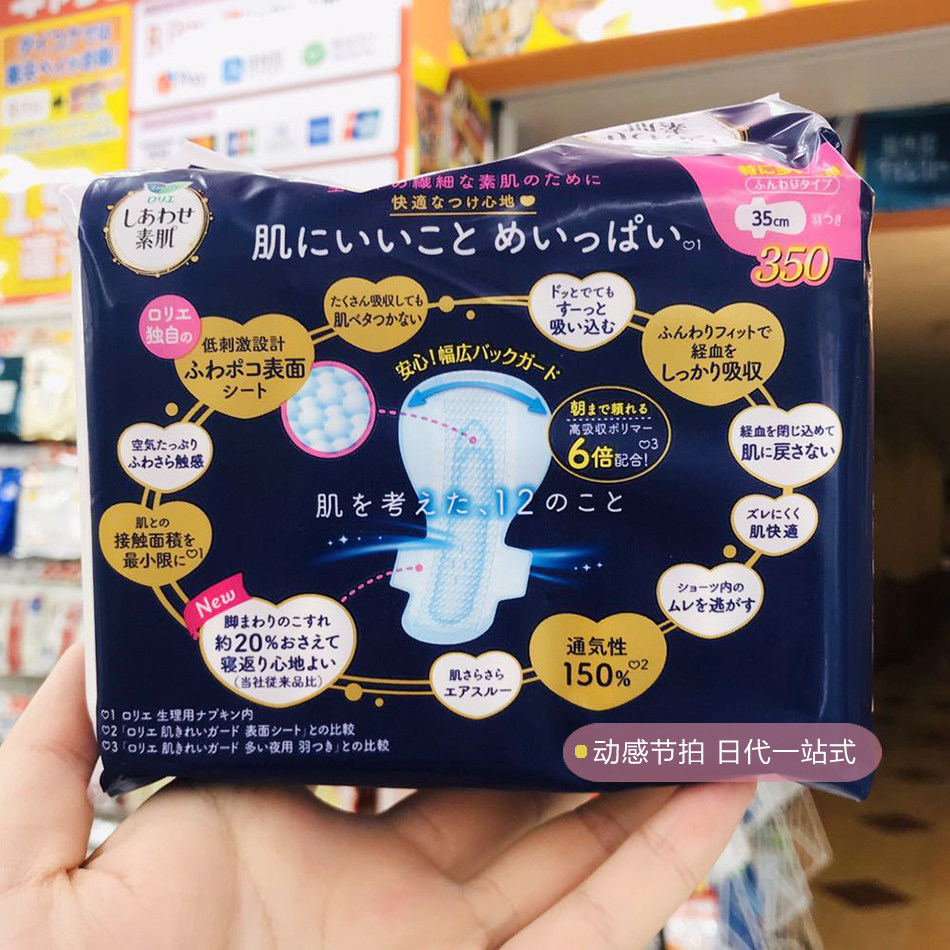 の繊細な素肌のために
快適なつけ心地
肌にいいこと めいっぱい♡1
ロリエ
しあわせ
素肌
素肌
ふんわりタイプ
35cm
羽つき
350
ロリエ
独自の
低刺激設計
ふわポコ表面
シート
たくさん吸収しても
肌ベタつかない
ドッとでても
すーっと
吸い込む
ふんわりフィットで
経血を
しっかり吸収
安心!幅広バックガード
朝まで頼れる
高吸収ポリマー
♡3
6倍配合!
空気たっぷり
ふわさら触感
経血を閉じ込めて
肌に戻さない
肌を考えた、12のこと
肌との
接触面積を
最小限に♡1
ズレにくく
肌快適
ショーツ内の
ムレを逃がす
New
脚まわりのこすれ
約20%おさえて
寝返り心地よい
(当社従来品比)
肌さらさら
エアスルー
通気性
150%♡2
♡1 ロリエ 生理用ナプキン内
♡2「ロリエ 肌きれいガード 表面シート」との比較
♡3「ロリエ 肌きれいガード 多い夜用 羽つき」との比較
动感节拍 日代一站式